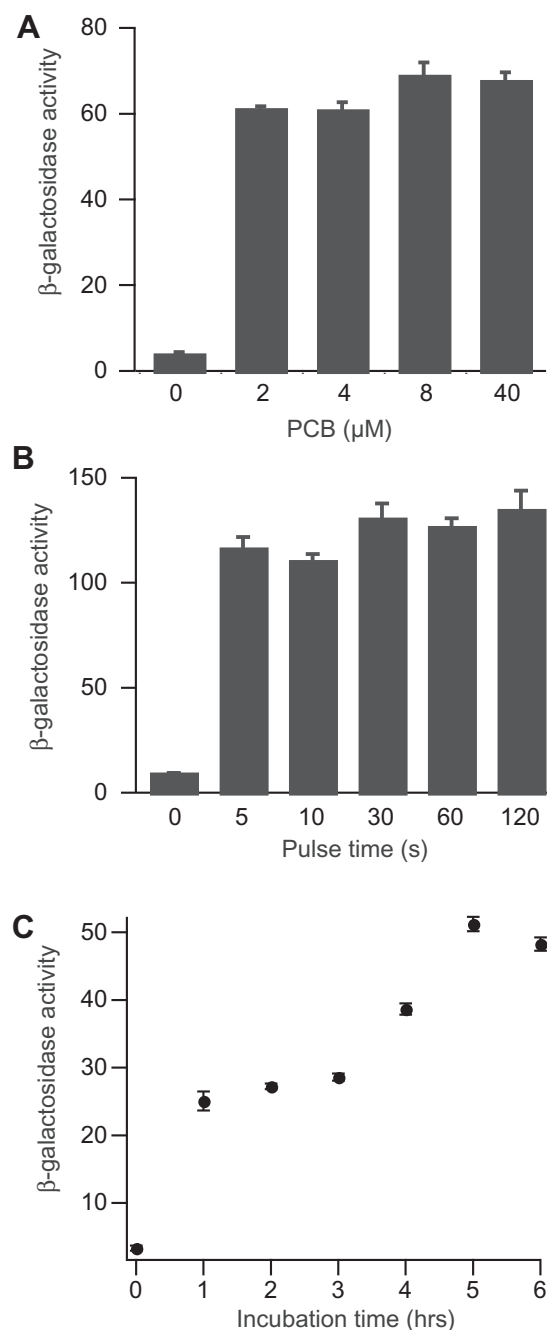 A
80
60
40
20
0
β-galactosidase activity
0 2 4 8 40
PCB (µM)
B
150
100
50
0
β-galactosidase activity
0 5 10 30 60 120
Pulse time (s)
C
50
40
30
20
10
β-galactosidase activity
0 1 2 3 4 5 6
Incubation time (hrs)